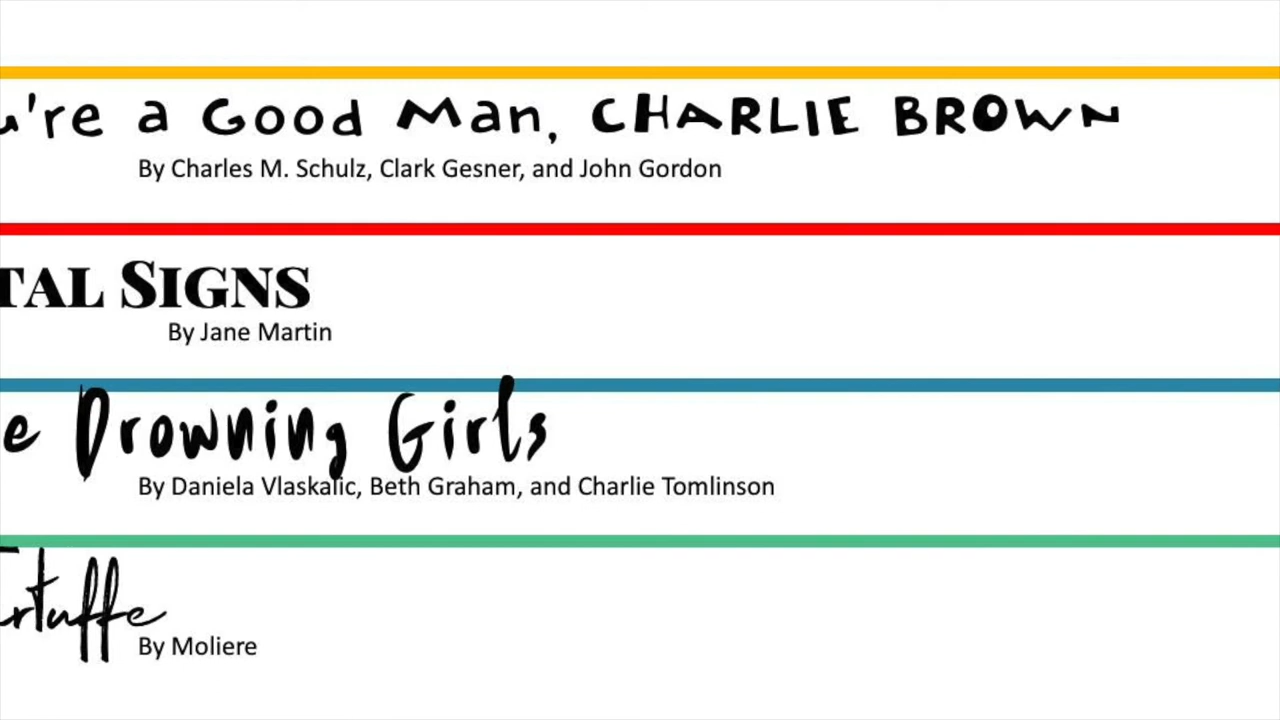 u're a Good Man, CHARLIE BROWN
By Charles M. Schulz, Clark Gesner, and John Gordon
TAL SIGNS
By Jane Martin
e Drowning Girls
By Daniela Vlaskalic, Beth Graham, and Charlie Tomlinson
rtuffe
By Moliere